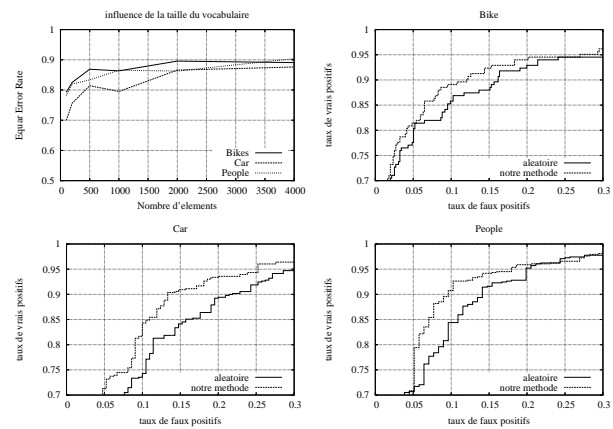 influence de la taille du vocabulaire
Equar Error Rate
1
0.9
0.8
0.7
0.6
0.5
0 500 1000 1500 2000 2500 3000 3500 4000
Nombre d'elements
Bikes
Car
People
Bike
taux de vrais positifs
0.95
0.9
0.85
0.8
0.75
0.7
0 0.05 0.1 0.15 0.2 0.25 0.3
taux de faux positifs
aleatoire
notre methode
Car
taux de vrais positifs
1
0.95
0.9
0.85
0.8
0.75
0.7
0 0.05 0.1 0.15 0.2 0.25 0.3
taux de faux positifs
aleatoire
notre methode
People
taux de vrais positifs
1
0.95
0.9
0.85
0.8
0.75
0.7
0 0.05 0.1 0.15 0.2 0.25 0.3
taux de faux positifs
aleatoire
notre methode